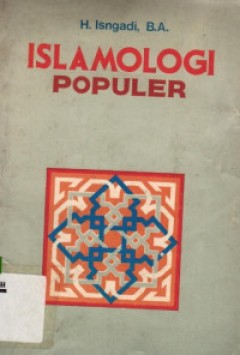 H. Isngadi, B.A.
ISLAMOLOGI
POPULER